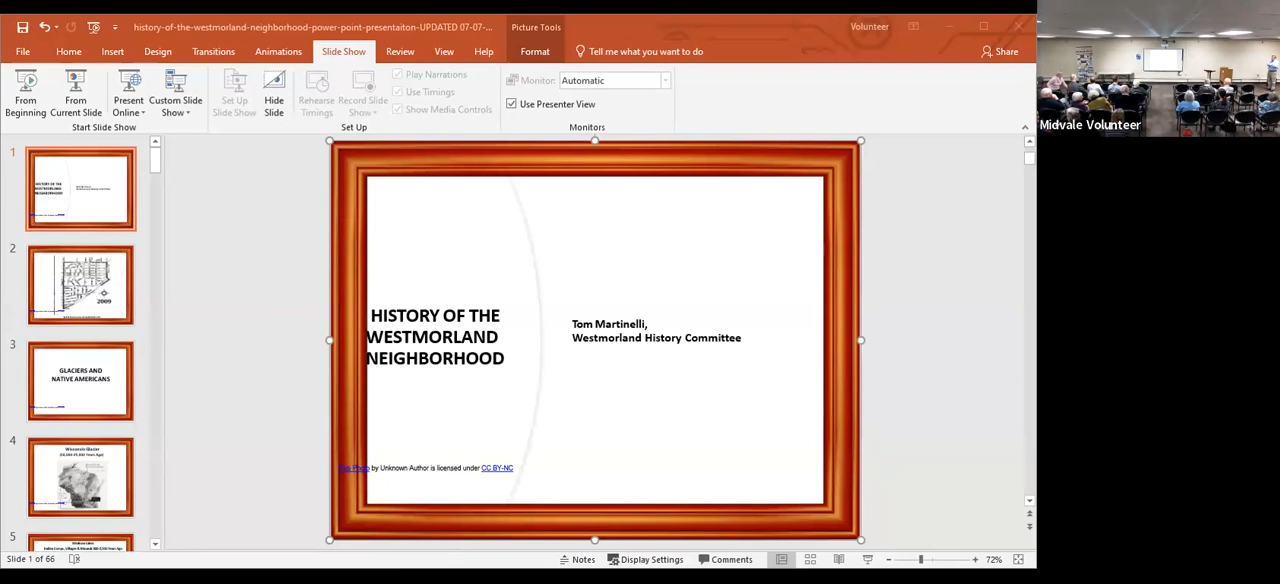 history-of-the-westmorland-neighborhood-power-point-presentaiton-UPDATED 07-07-...
Picture Tools
Volunteer
File
Home
Insert
Design
Transitions
Animations
Slide Show
Review
View
Help
Format
Tell me what you want to do
Share
From
Beginning
From
Current Slide
Present
Online
Custom Slide
Show
Set Up
Slide Show
Hide
Slide
Rehearse
Timings
Record Slide
Show
Play Narrations
Use Timings
Show Media Controls
Monitor: Automatic
Use Presenter View
Start Slide Show
Set Up
Monitors
Midvale Volunteer
1
HISTORY OF THE
WESTMORLAND
NEIGHBORHOOD
2
2009
3
GLACIERS AND
NATIVE AMERICANS
4
Wisconsin Glacier
5
HISTORY OF THE
WESTMORLAND
NEIGHBORHOOD
Tom Martinelli,
Westmorland History Committee
This Photo by Unknown Author is licensed under CC BY-NC
Slide 1 of 66
Notes
Display Settings
Comments
72%